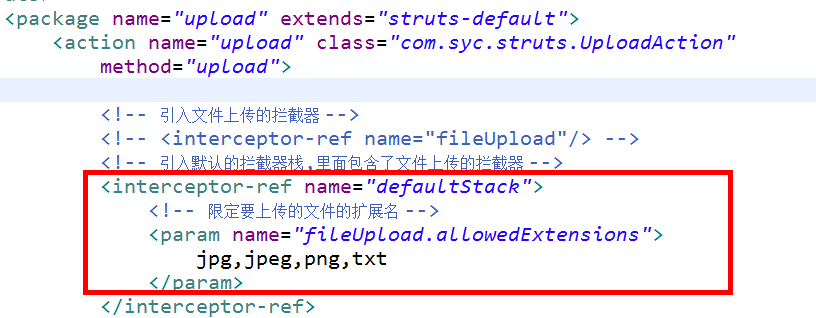 <package name="upload" extends="struts-default">
<action name="upload" class="com.syc.struts.UploadAction"
method="upload">
<!-- 引入文件上传的拦截器 -->
<!-- <interceptor-ref name="fileUpload"/> -->
<!-- 引入默认的拦截器栈,里面包含了文件上传的拦截器 -->
<interceptor-ref name="defaultStack">
<!-- 限定要上传的文件的扩展名 -->
<param name="fileUpload.allowedExtensions">
jpg,jpeg,png,txt
</param>
</interceptor-ref>